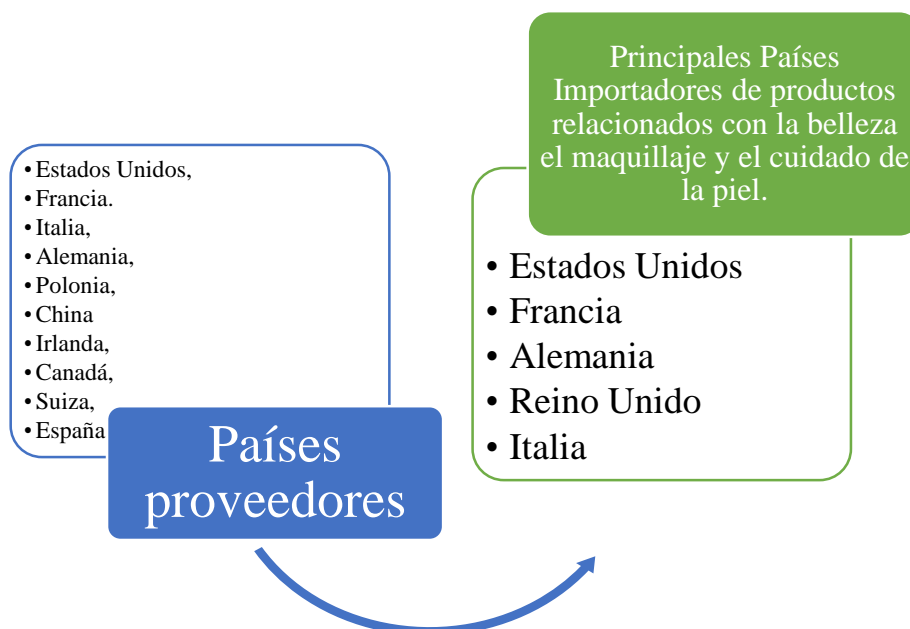 • Estados Unidos,
• Francia.
• Italia,
• Alemania,
• Polonia,
• China
• Irlanda,
• Canadá,
• Suiza,
• España
Países
proveedores
Principales Países
Importadores de productos
relacionados con la belleza
el maquillaje y el cuidado de
la piel.
• Estados Unidos
• Francia
• Alemania
• Reino Unido
• Italia